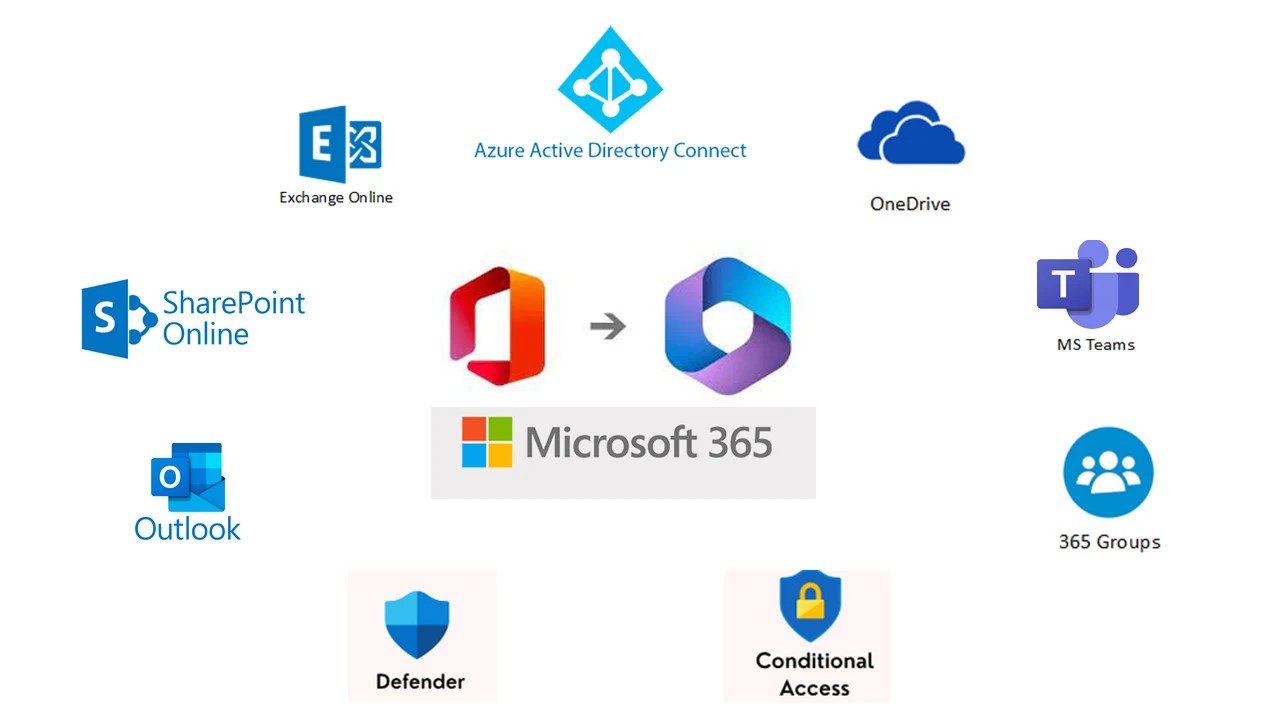 Azure Active Directory Connect
E
Exchange Online
OneDrive
S
SharePoint
Online
T
MS Teams
Microsoft 365
O
Outlook
365 Groups
Defender
Conditional
Access